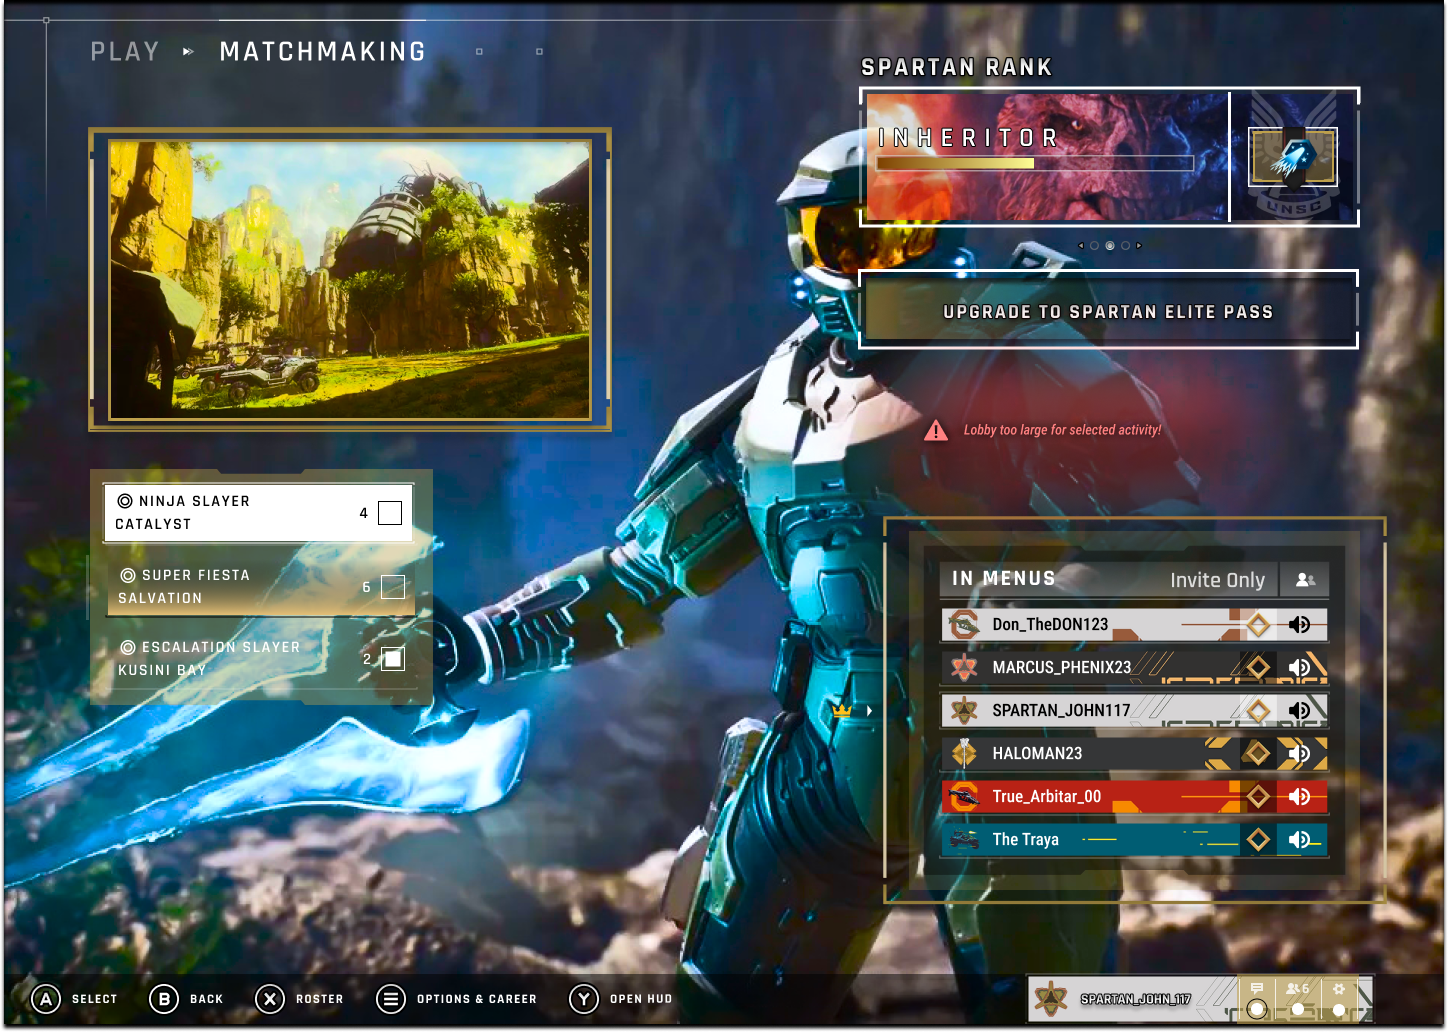 PLAY MATCHMAKING
SPARTAN RANK
INHERITOR
UNSC
UPGRADE TO SPARTAN ELITE PASS
Lobby too large for selected activity!
NINJA SLAYER
CATALYST
4
SUPER FIESTA
SALVATION
6
ESCALATION SLAYER
KUSINI BAY
2
IN MENUS Invite Only
Don_TheDON123
MARCUS_PHENIX23
SPARTAN_JOHN117
HALOMAN23
True_Arbitar_00
The Traya
A SELECT B BACK X ROSTER OPTIONS & CAREER Y OPEN HUD
SPARTAN_JOHN_117 6